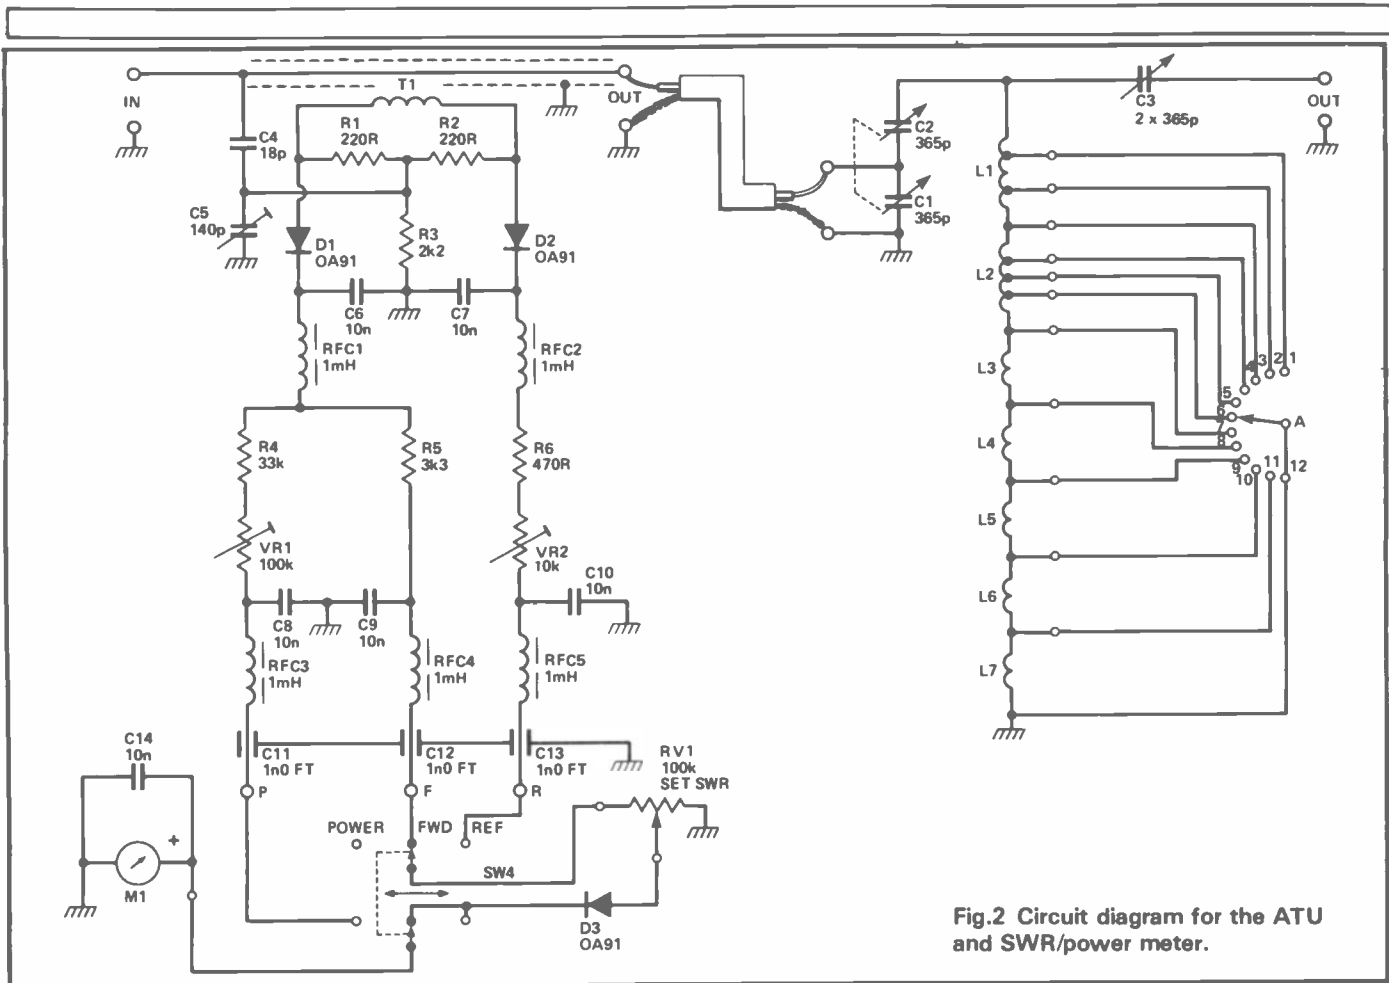 IN
T1
OUT
C4
18p
R1
220R
R2
220R
C5
140p
D1
OA91
R3
2k2
D2
OA91
C6
10n
C7
10n
RFC1
1mH
RFC2
1mH
R4
33k
R5
3k3
R6
470R
VR1
100k
VR2
10k
C8
10n
C9
10n
C10
10n
RFC3
1mH
RFC4
1mH
RFC5
1mH
C11
1n0 FT
C12
1n0 FT
C13
1n0 FT
C14
10n
+
M1
P
F
R
POWER
FWD
REF
SW4
RV1
100k
SET SWR
D3
OA91
C2
365p
C1
365p
C3
2 x 365p
OUT
L1
L2
L3
L4
L5
L6
L7
1
2
3
4
5
6
7
8
9
10
11
12
A
Fig.2 Circuit diagram for the ATU
and SWR/power meter.